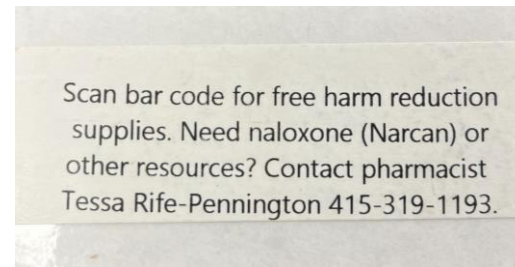 Scan bar code for free harm reduction
supplies. Need naloxone (Narcan) or
other resources? Contact pharmacist
Tessa Rife-Pennington 415-319-1193.